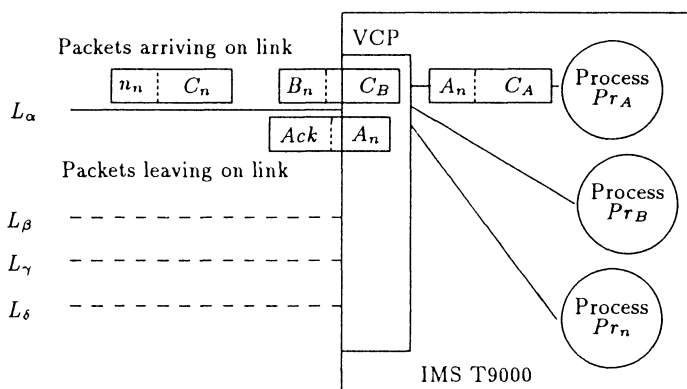 Packets arriving on link
VCP
n_n C_n
B_n C_B
A_n C_A
Process
Pr_A
L_α
Ack A_n
Packets leaving on link
Process
Pr_B
L_β
L_γ
Process
Pr_n
L_δ
IMS T9000